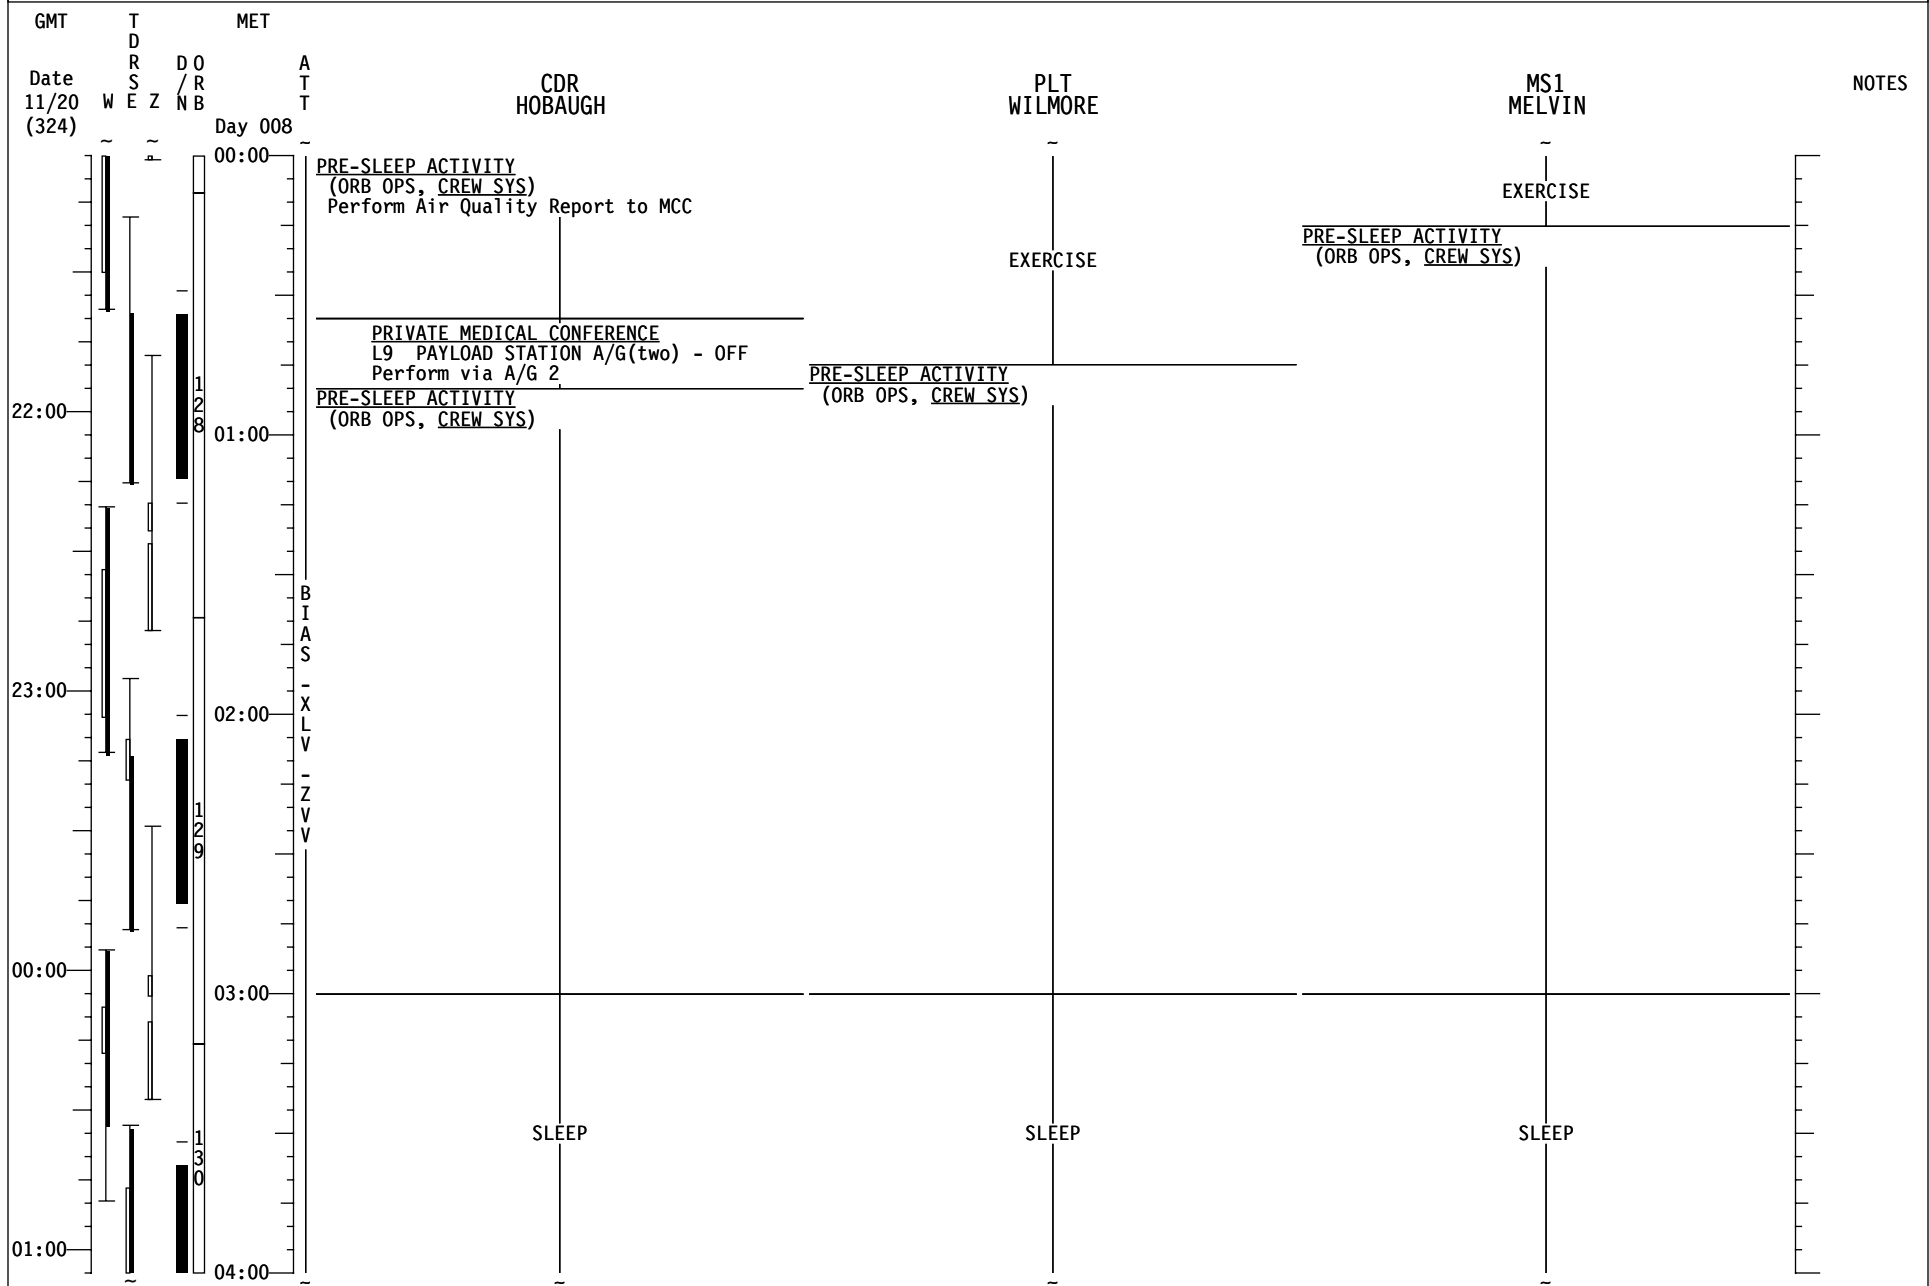 GMT
TDRS
MET
Date
11/20
(324)
W E Z
D/N
ORB
Day 008
ATT
CDR
HOBAUGH
PLT
WILMORE
MS1
MELVIN
NOTES
~ ~ ~ ~ ~ ~
00:00
PRE-SLEEP ACTIVITY
(ORB OPS, CREW SYS)
Perform Air Quality Report to MCC
EXERCISE
PRE-SLEEP ACTIVITY
(ORB OPS, CREW SYS)
EXERCISE
PRIVATE MEDICAL CONFERENCE
L9 PAYLOAD STATION A/G(two) - OFF
Perform via A/G 2
PRE-SLEEP ACTIVITY
(ORB OPS, CREW SYS)
PRE-SLEEP ACTIVITY
(ORB OPS, CREW SYS)
128
22:00
01:00
BIAS -XLV -ZVV
23:00
02:00
129
00:00
03:00
SLEEP
SLEEP
SLEEP
130
01:00
04:00
~ ~ ~ ~ ~